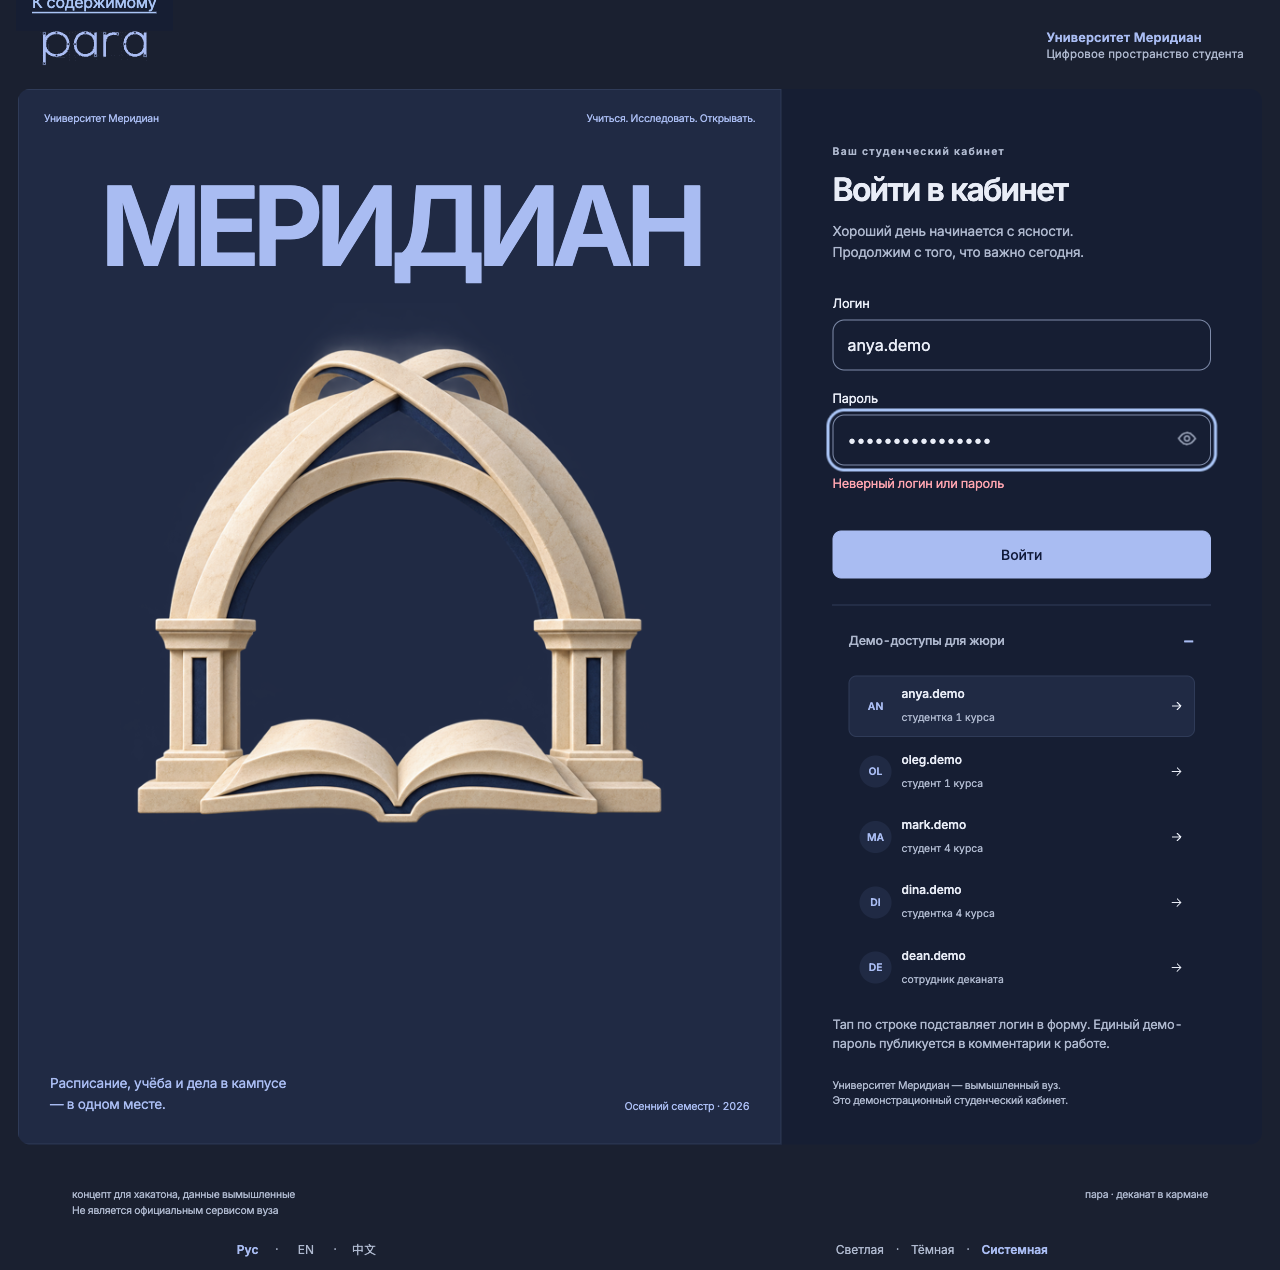 К содержимому
para
Университет Меридиан
Цифровое пространство студента
Университет Меридиан
Учиться. Исследовать. Открывать.
МЕРИДИАН
Расписание, учёба и дела в кампусе
— в одном месте.
Осенний семестр · 2026
Ваш студенческий кабинет
Войти в кабинет
Хороший день начинается с ясности.
Продолжим с того, что важно сегодня.
Логин
anya.demo
Пароль
••••••••••••••••
Неверный логин или пароль
Войти
Демо-доступы для жюри
AN
anya.demo
студентка 1 курса
OL
oleg.demo
студент 1 курса
MA
mark.demo
студент 4 курса
DI
dina.demo
студентка 4 курса
DE
dean.demo
сотрудник деканата
Тап по строке подставляет логин в форму. Единый демо-
пароль публикуется в комментарии к работе.
Университет Меридиан — вымышленный вуз.
Это демонстрационный студенческий кабинет.
концепт для хакатона, данные вымышленные
Не является официальным сервисом вуза
пара · деканат в кармане
Рус · EN · 中文
Светлая · Тёмная · Системная